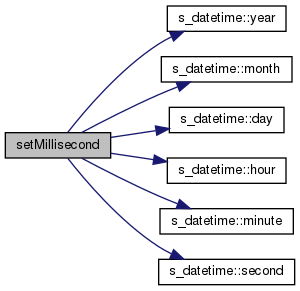 s_datetime::year
s_datetime::month
s_datetime::day
setMillisecond
s_datetime::hour
s_datetime::minute
s_datetime::second